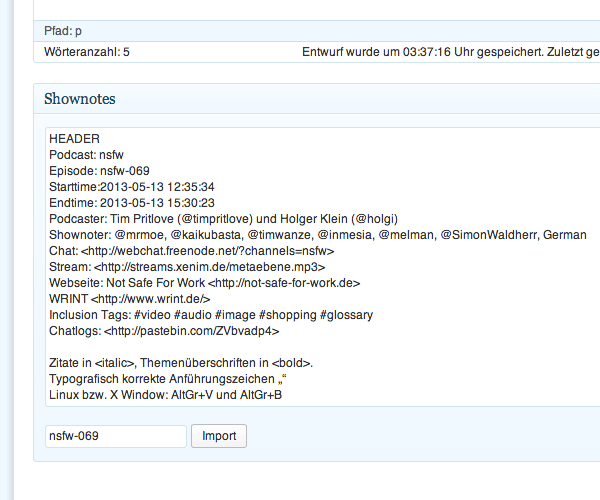 Pfad: p
Wörteranzahl: 5 Entwurf wurde um 03:37:16 Uhr gespeichert. Zuletzt ge
Shownotes
HEADER
Podcast: nsfw
Episode: nsfw-069
Starttime:2013-05-13 12:35:34
Endtime: 2013-05-13 15:30:23
Podcaster: Tim Pritlove (@timpritlove) und Holger Klein (@holgi)
Shownoter: @mrmoe, @kaikubasta, @timwanze, @inmesia, @melman, @SimonWaldherr, German
Chat: <http://webchat.freenode.net/?channels=nsfw>
Stream: <http://streams.xenim.de/metaebene.mp3>
Webseite: Not Safe For Work <http://not-safe-for-work.de>
WRINT <http://www.wrint.de/>
Inclusion Tags: #video #audio #image #shopping #glossary
Chatlogs: <http://pastebin.com/ZVbvadp4>
Zitate in <italic>, Themenüberschriften in <bold>.
Typografisch korrekte Anführungszeichen „“
Linux bzw. X Window: AltGr+V und AltGr+B
nsfw-069 Import